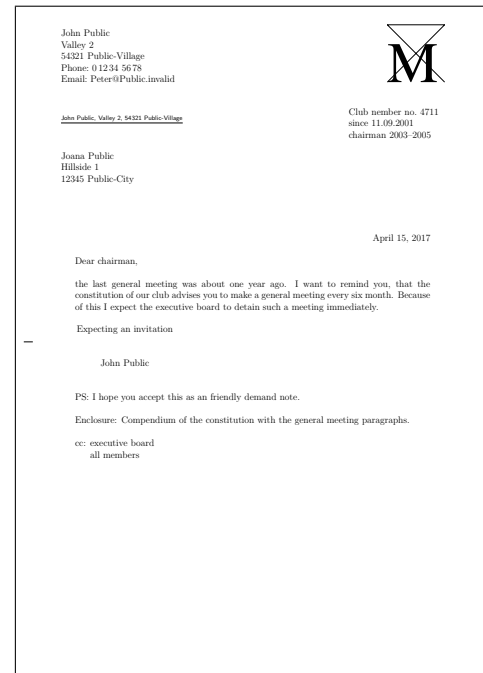 John Public
Valley 2
54321 Public-Village
Phone: 0 12 34 56 78
Email: Peter@Public.invalid
M
John Public, Valley 2, 54321 Public-Village
Club nember no. 4711
since 11.09.2001
chairman 2003–2005
Joana Public
Hillside 1
12345 Public-City
April 15, 2017
Dear chairman,
the last general meeting was about one year ago. I want to remind you, that the
constitution of our club advises you to make a general meeting every six month. Because
of this I expect the executive board to detain such a meeting immediately.
Expecting an invitation
John Public
PS: I hope you accept this as an friendly demand note.
Enclosure: Compendium of the constitution with the general meeting paragraphs.
cc: executive board
all members